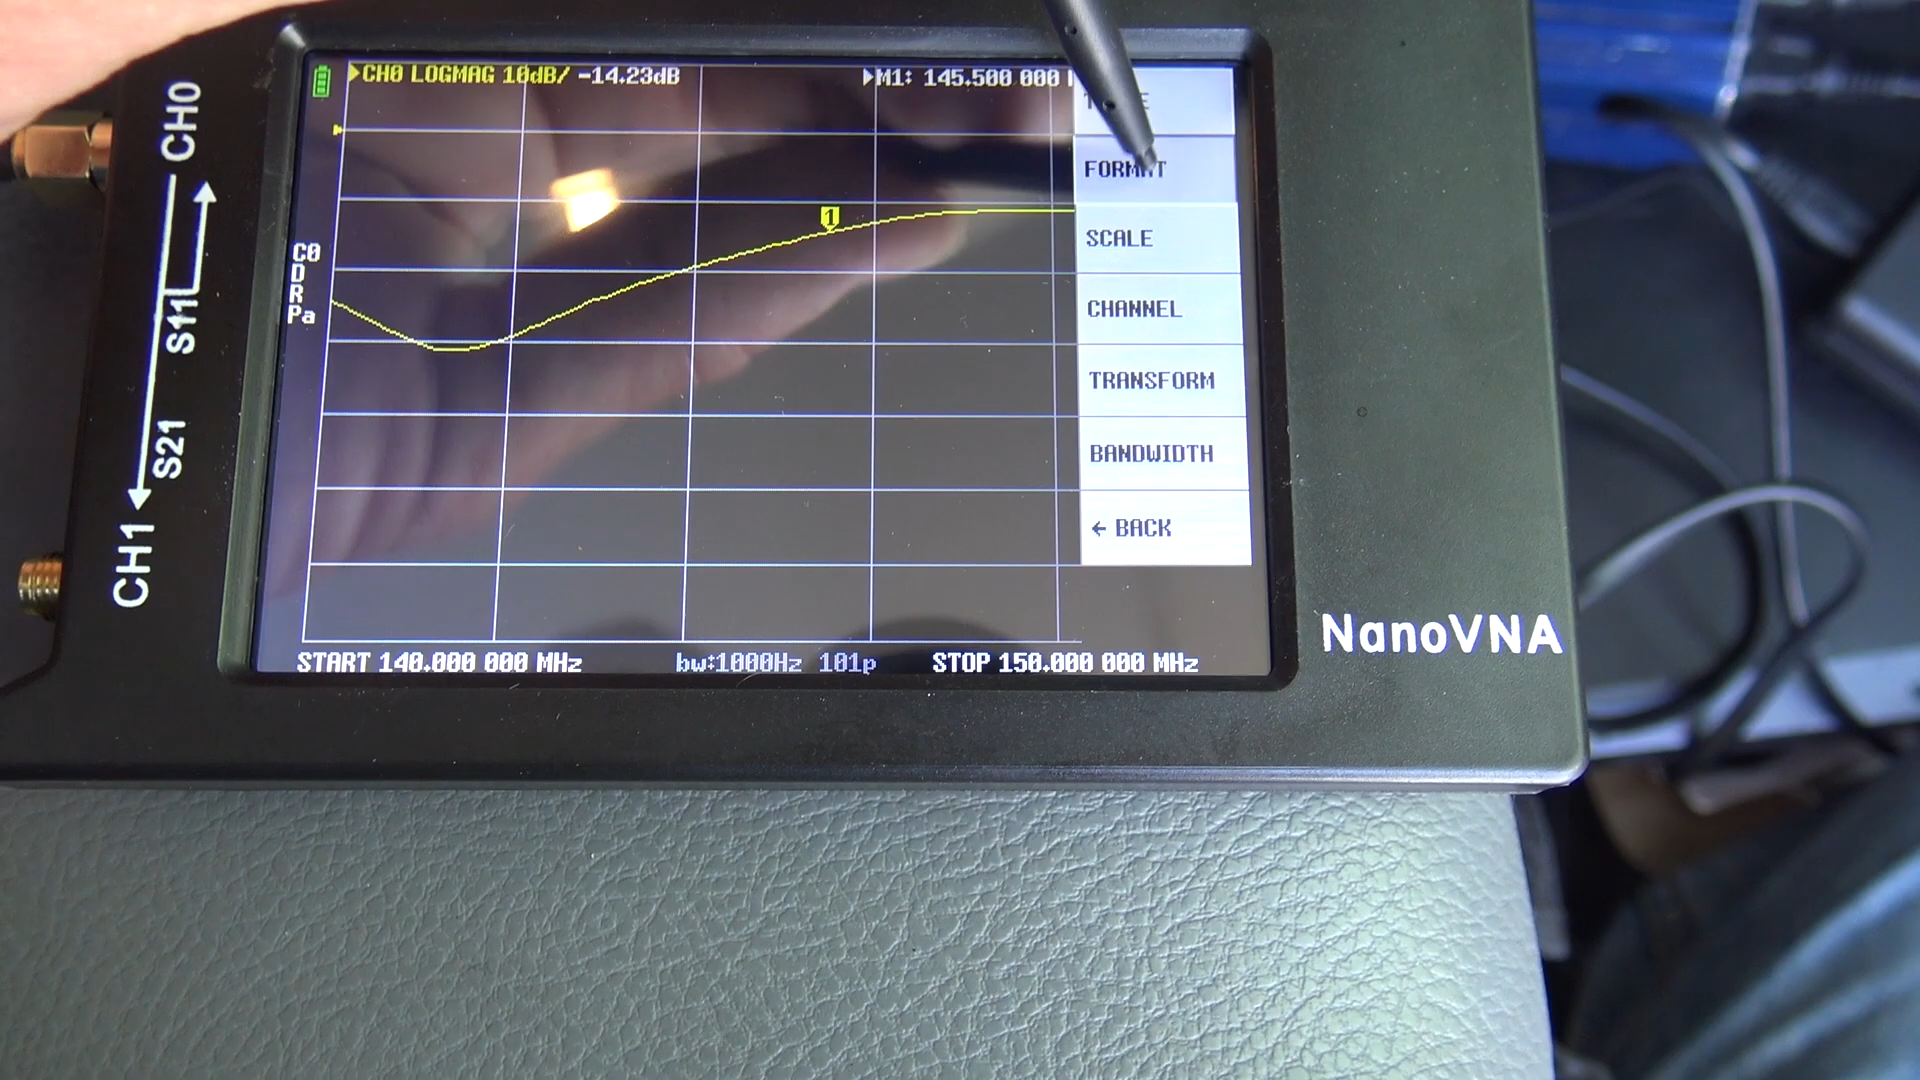 CH0 LOGMAG 10dB/ -14.23dB
M1: 145.500 000
FORMAT
SCALE
CHANNEL
TRANSFORM
BANDWIDTH
← BACK
1
C0
D
R
Pa
START 140.000 000 MHz
bw:1000Hz 101p
STOP 150.000 000 MHz
CH0
S11
S21
CH1
NanoVNA